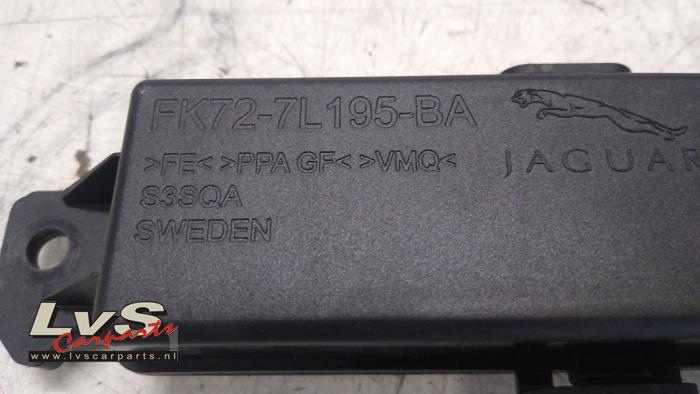 FK72-7L195-BA
>FE< >PPA GF< >VMQ<
S3SQA
SWEDEN
JAGUAR
LvS
Carparts
www.lvscarparts.nl